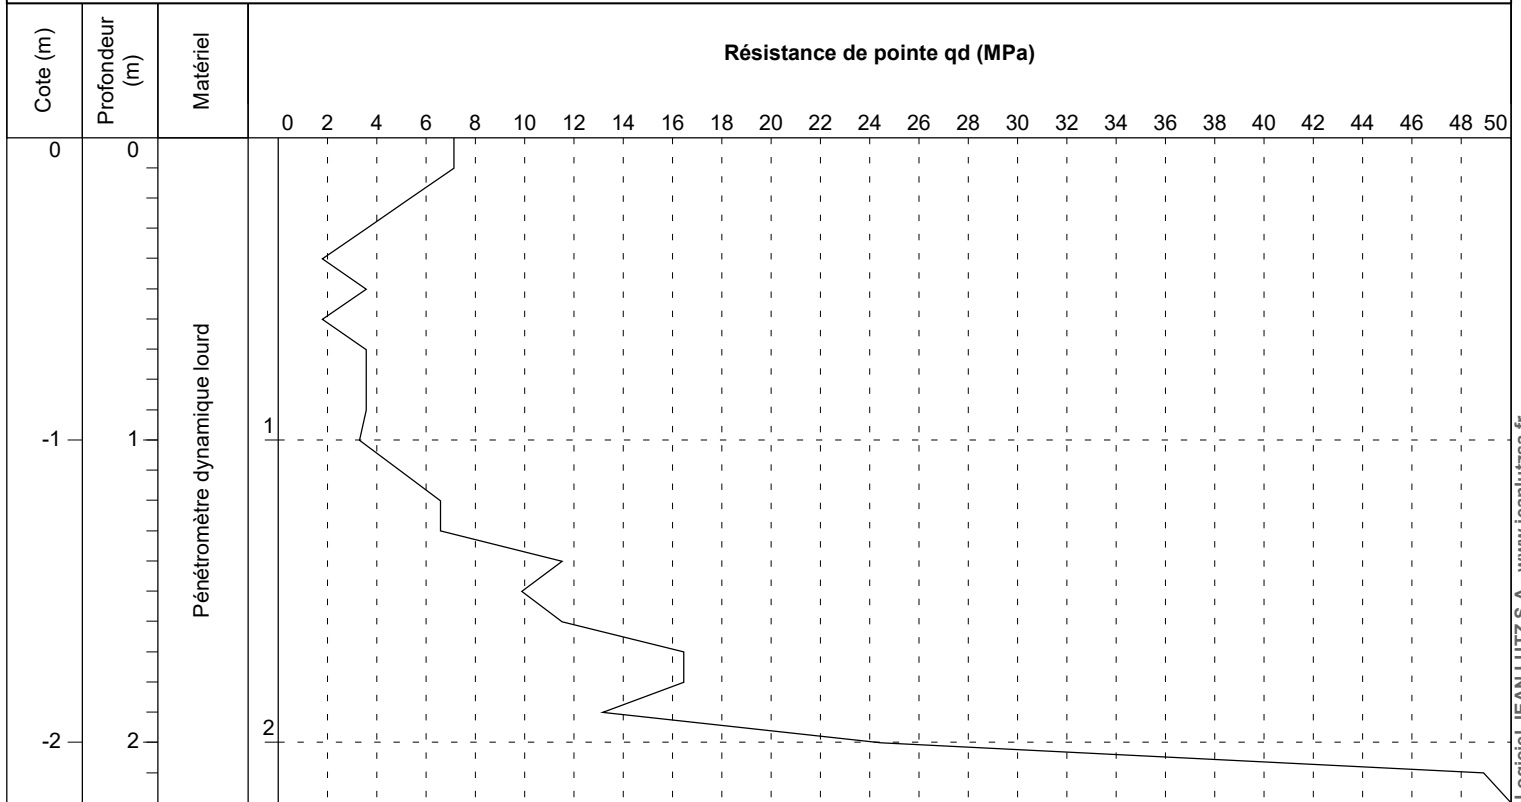 Cote (m)
Profondeur
(m)
Matériel
Résistance de pointe qd (MPa)
0 2 4 6 8 10 12 14 16 18 20 22 24 26 28 30 32 34 36 38 40 42 44 46 48 50
0 0
-1 1 1
Pénétromètre dynamique lourd
-2 2 2
Logiciel JEAN LUTZ S.A - www.jeanlutzsa.fr